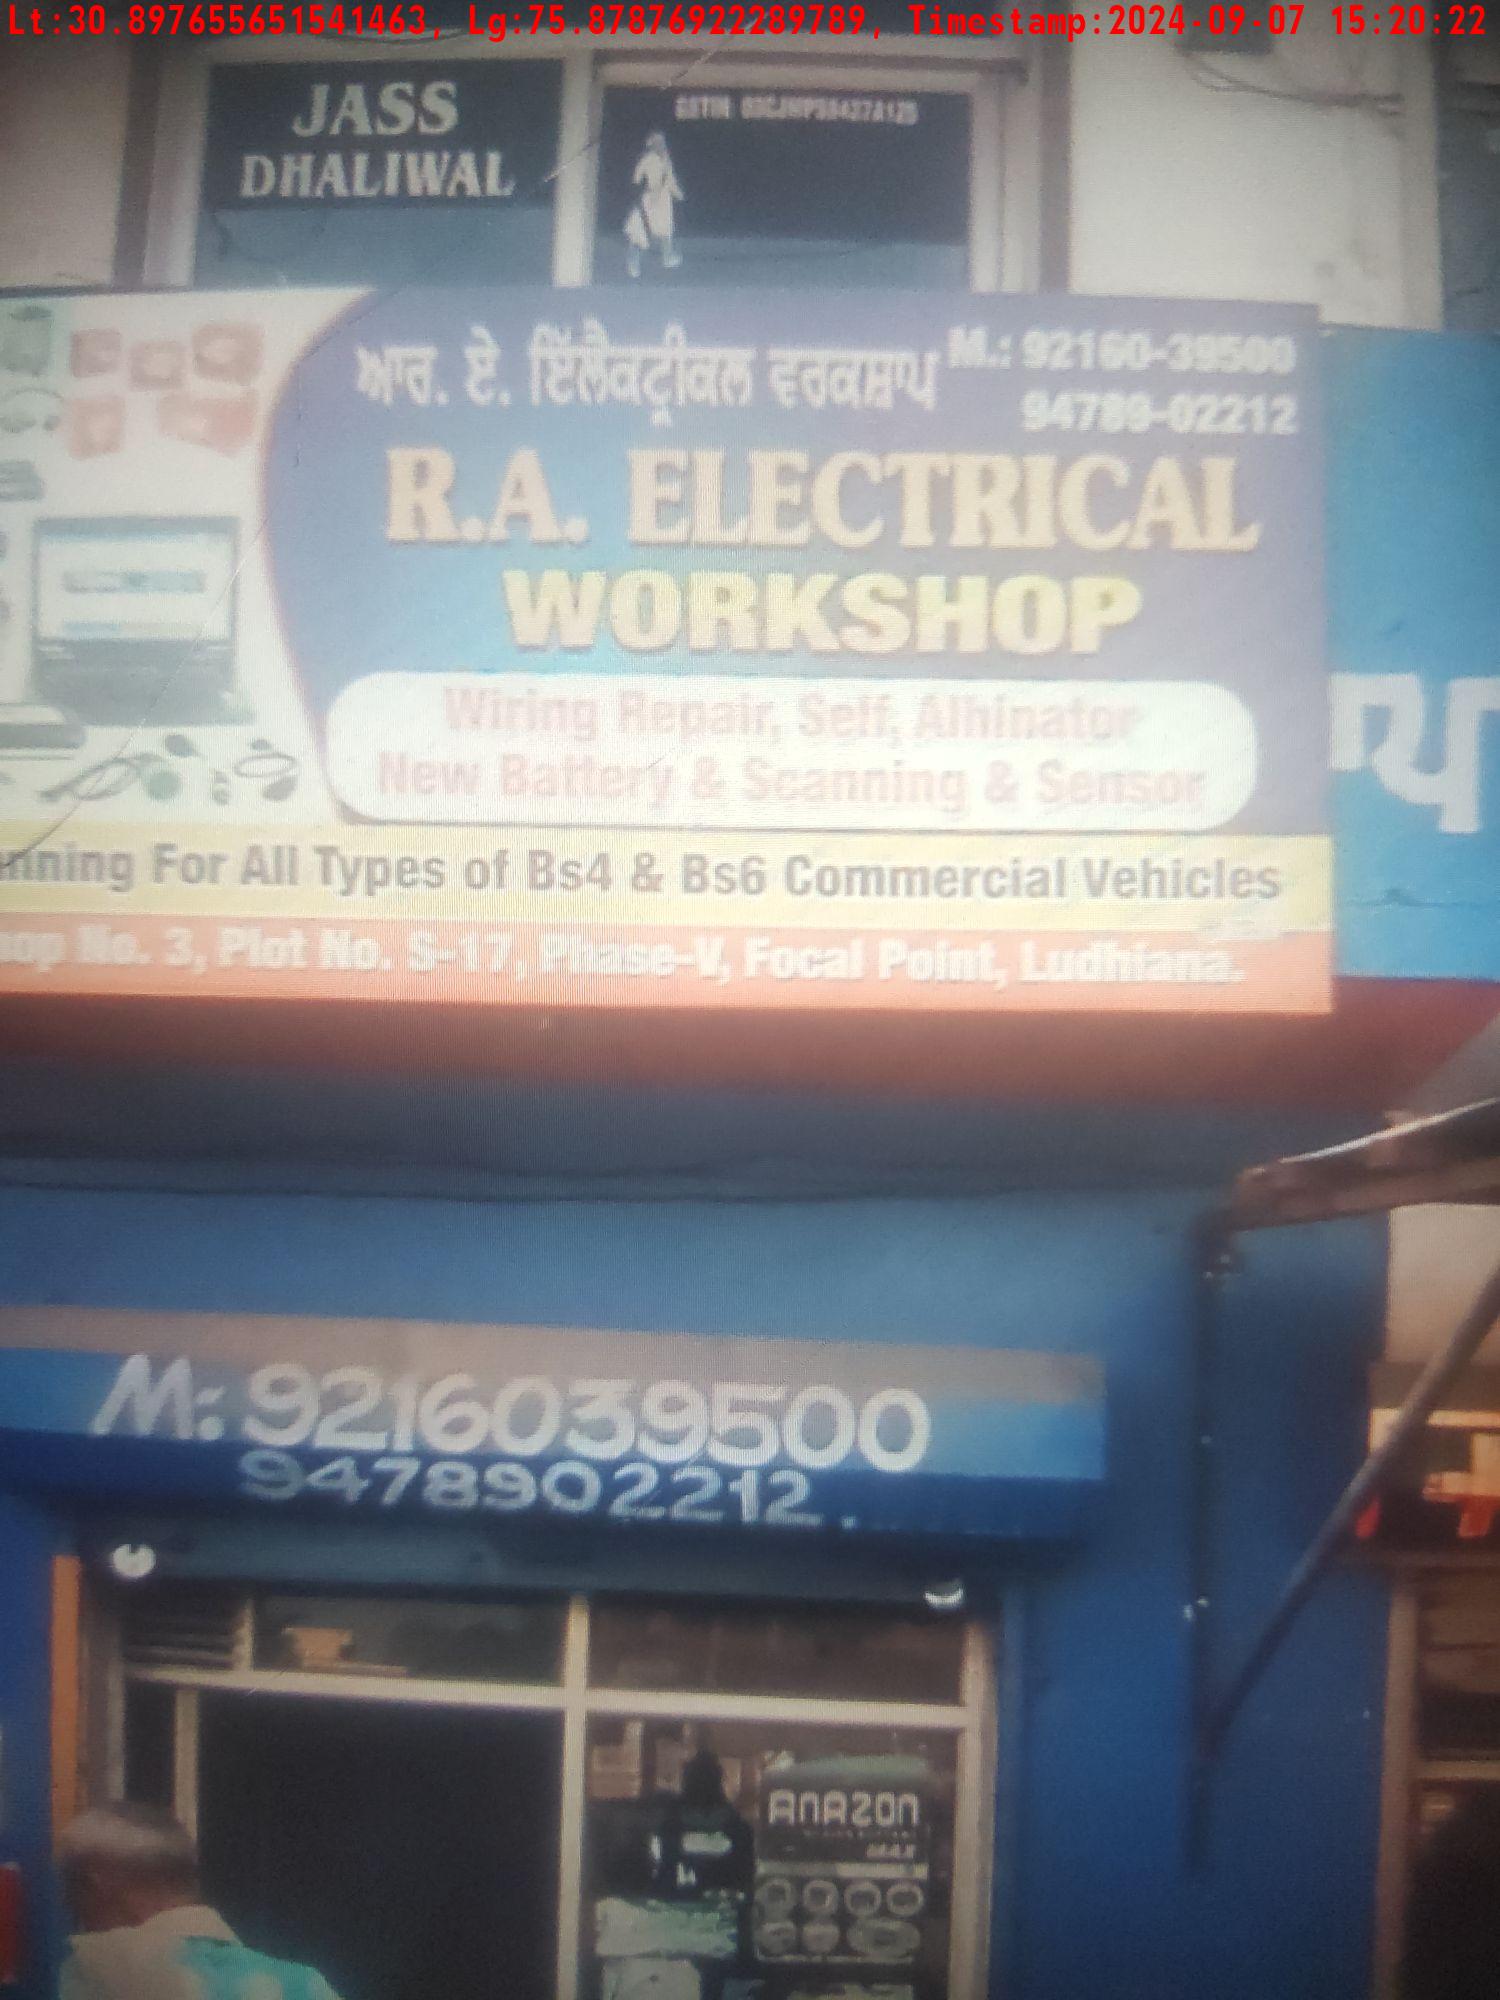 Lt:30.897655651541463, Lg:75.87876922289789, Timestamp:2024-09-07 15:20:22
JASS
DHALIWAL
GSTIN
ਆਰ. ਏ. ਇੱਲੈਕਟ੍ਰੀਕਲ ਵਰਕਸ਼ਾਪ
M.: 92160-39500
94789-02212
R.A. ELECTRICAL
WORKSHOP
Wiring Repair, Self, Alhinator
New Battery & Scanning & Sensor
nning For All Types of Bs4 & Bs6 Commercial Vehicles
op No. 3, Plot No. S-17, Phase-V, Focal Point, Ludhiana.
ਾਪ
M: 9216039500
9478902212.
ANAZON
MAX